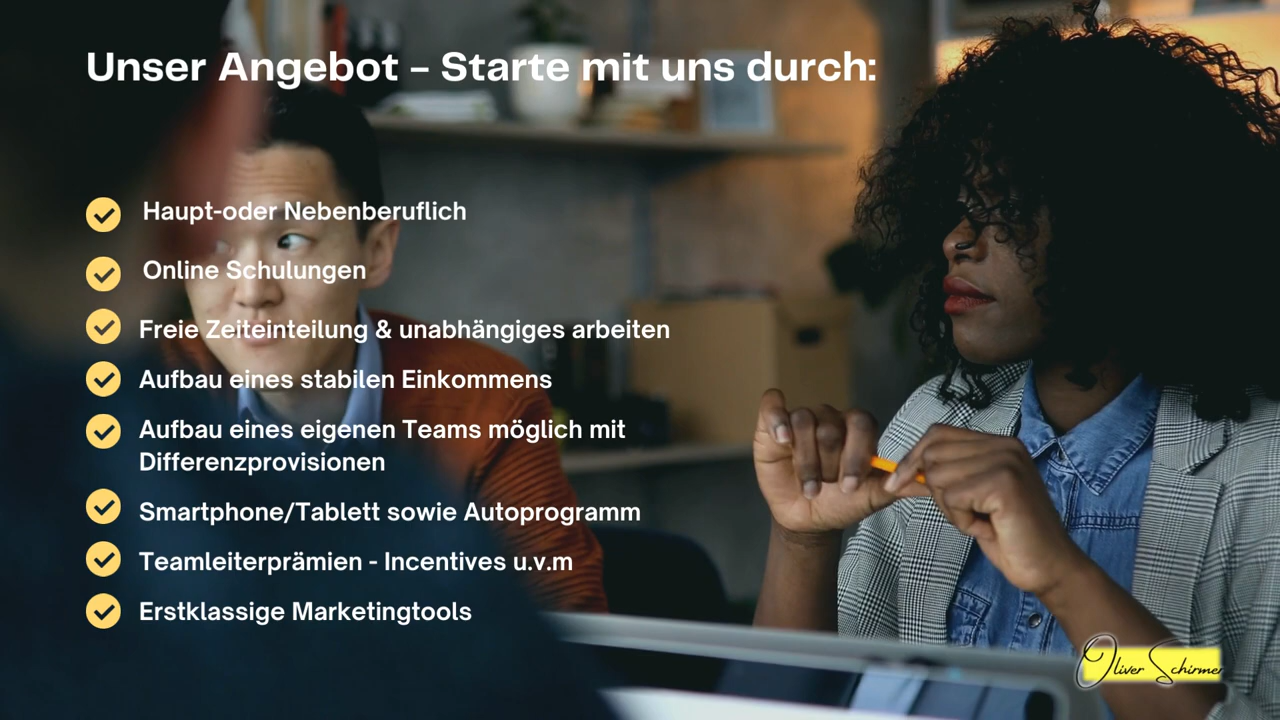 Unser Angebot – Starte mit uns durch:
Haupt-oder Nebenberuflich
Online Schulungen
Freie Zeiteinteilung & unabhängiges arbeiten
Aufbau eines stabilen Einkommens
Aufbau eines eigenen Teams möglich mit
Differenzprovisionen
Smartphone/Tablett sowie Autoprogramm
Teamleiterprämien - Incentives u.v.m
Erstklassige Marketingtools
Oliver Schirmer